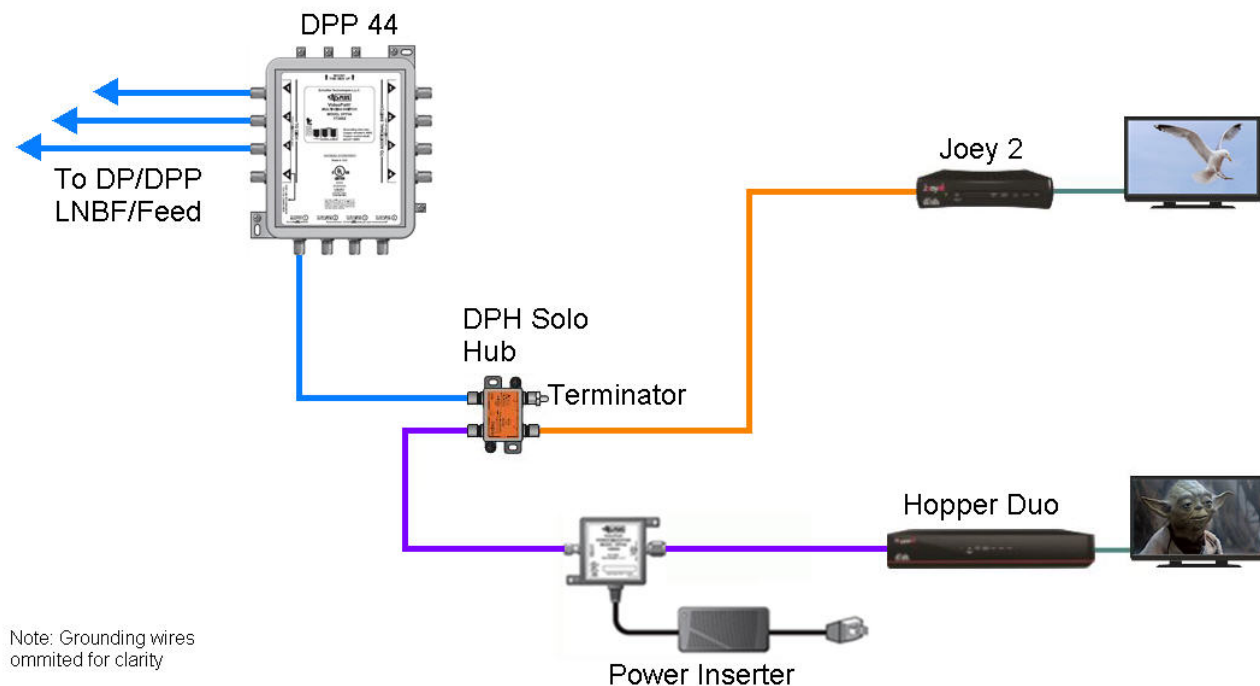 DPP 44
To DP/DPP
LNBF/Feed
Joey 2
DPH Solo
Hub
Terminator
Hopper Duo
Power Inserter
Note: Grounding wires
ommited for clarity